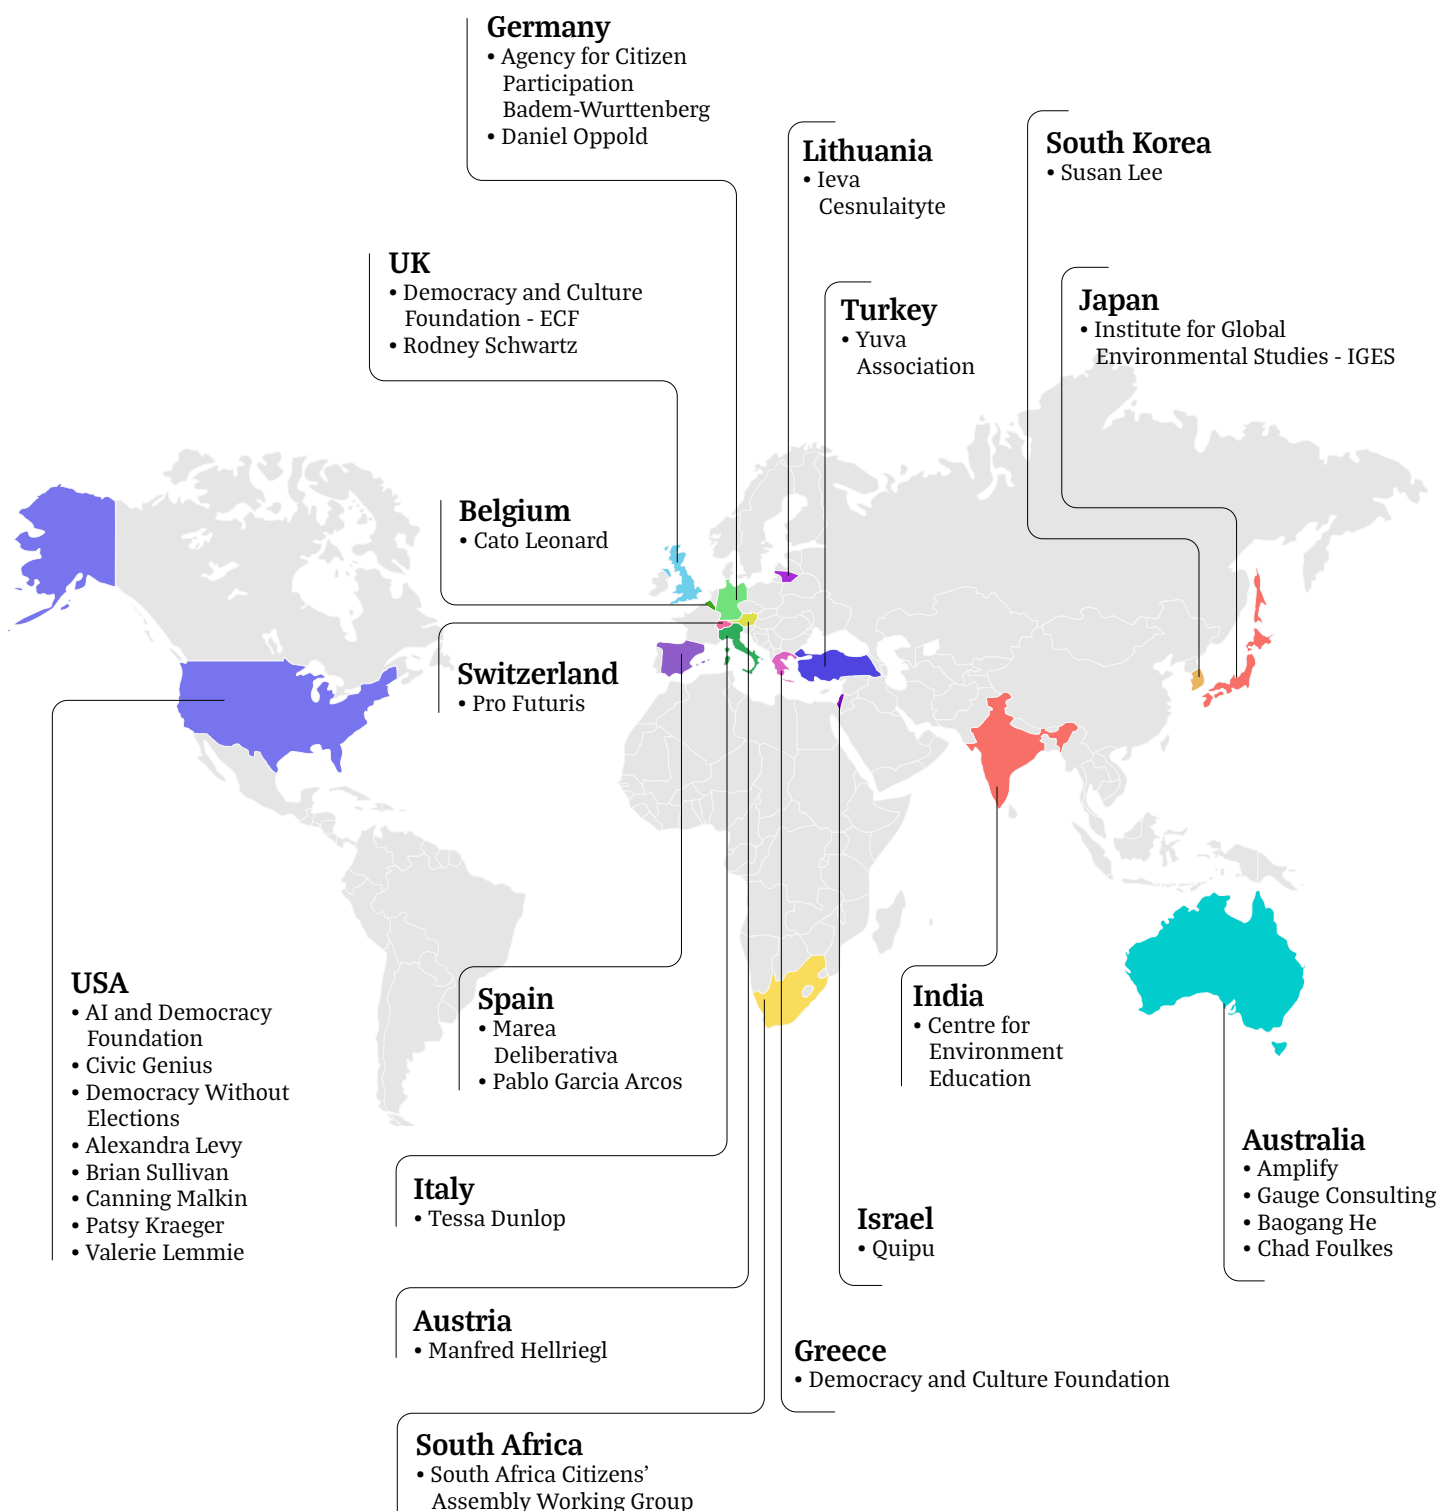 Germany
• Agency for Citizen
Participation
Badem-Wurttenberg
• Daniel Oppold
Lithuania
• Ieva
Cesnulaityte
South Korea
• Susan Lee
UK
• Democracy and Culture
Foundation - ECF
• Rodney Schwartz
Turkey
• Yuva
Association
Japan
• Institute for Global
Environmental Studies - IGES
Belgium
• Cato Leonard
Switzerland
• Pro Futuris
USA
• AI and Democracy
Foundation
• Civic Genius
• Democracy Without
Elections
• Alexandra Levy
• Brian Sullivan
• Canning Malkin
• Patsy Kraeger
• Valerie Lemmie
Spain
• Marea
Deliberativa
• Pablo Garcia Arcos
India
• Centre for
Environment
Education
Australia
• Amplify
• Gauge Consulting
• Baogang He
• Chad Foulkes
Italy
• Tessa Dunlop
Israel
• Quipu
Austria
• Manfred Hellriegl
Greece
• Democracy and Culture Foundation
South Africa
• South Africa Citizens’
Assembly Working Group